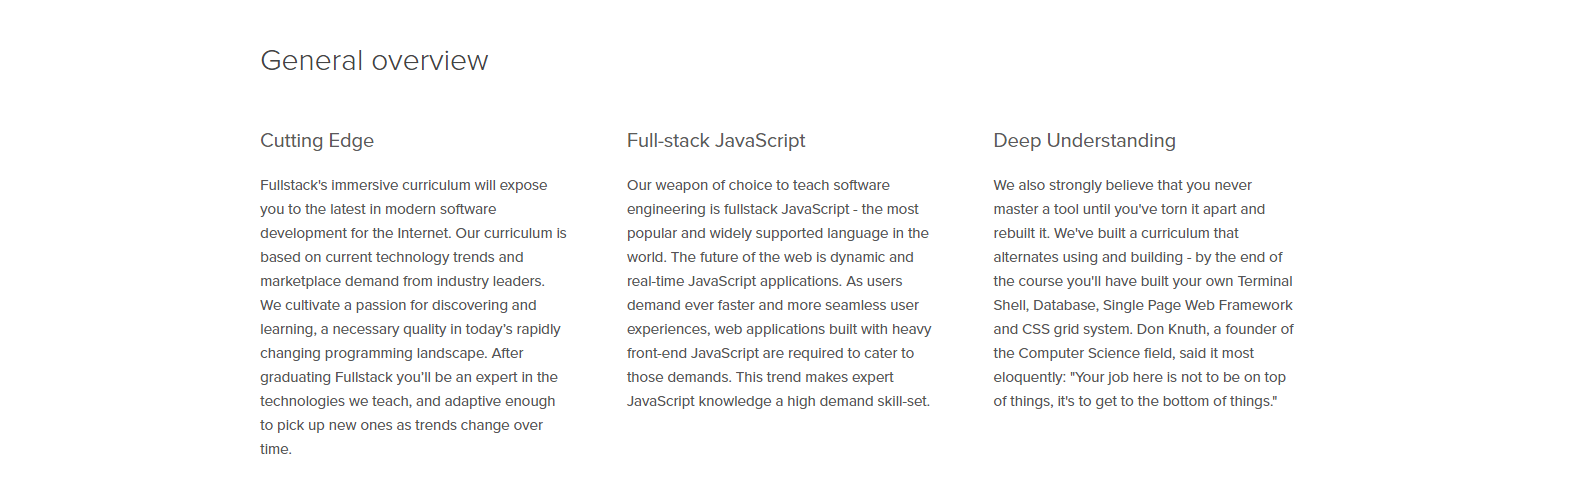 General overview
Cutting Edge
Fullstack's immersive curriculum will expose
you to the latest in modern software
development for the Internet. Our curriculum is
based on current technology trends and
marketplace demand from industry leaders.
We cultivate a passion for discovering and
learning, a necessary quality in today's rapidly
changing programming landscape. After
graduating Fullstack you'll be an expert in the
technologies we teach, and adaptive enough
to pick up new ones as trends change over
time.
Full-stack JavaScript
Our weapon of choice to teach software
engineering is fullstack JavaScript - the most
popular and widely supported language in the
world. The future of the web is dynamic and
real-time JavaScript applications. As users
demand ever faster and more seamless user
experiences, web applications built with heavy
front-end JavaScript are required to cater to
those demands. This trend makes expert
JavaScript knowledge a high demand skill-set.
Deep Understanding
We also strongly believe that you never
master a tool until you've torn it apart and
rebuilt it. We've built a curriculum that
alternates using and building - by the end of
the course you'll have built your own Terminal
Shell, Database, Single Page Web Framework
and CSS grid system. Don Knuth, a founder of
the Computer Science field, said it most
eloquently: "Your job here is not to be on top
of things, it's to get to the bottom of things."